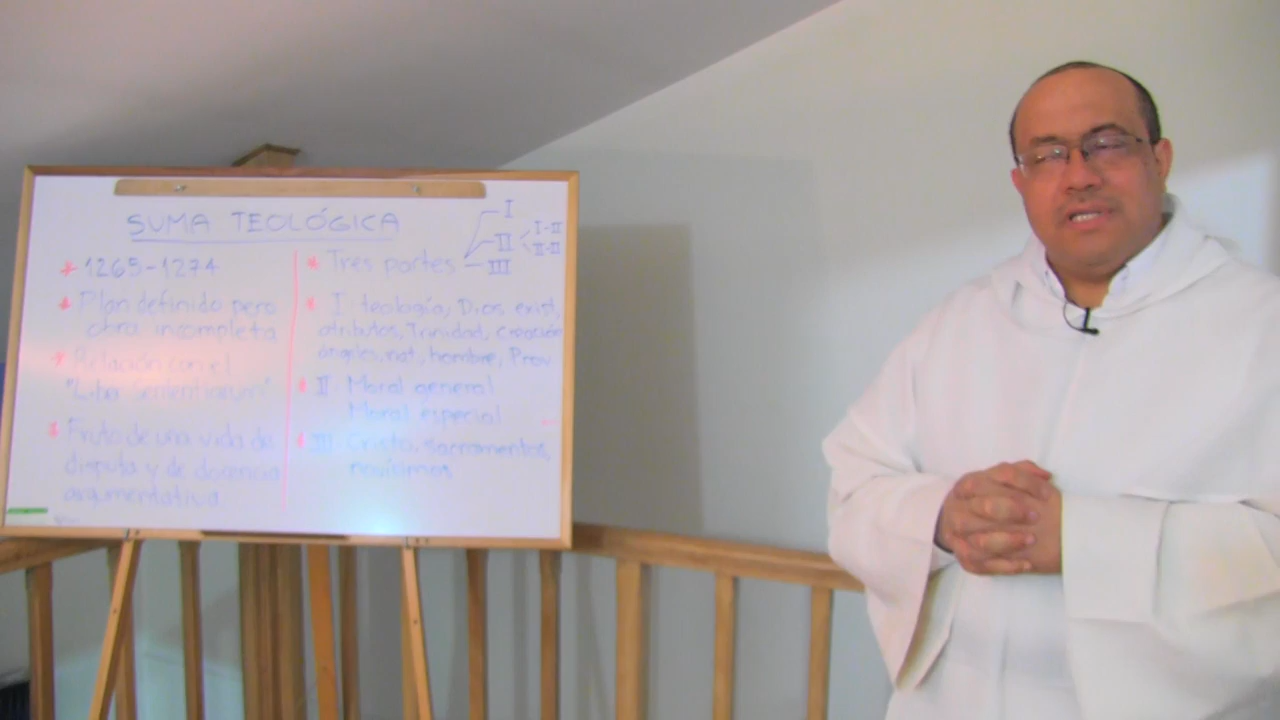 SUMA TEOLÓGICA
* 1265-1274
* Plan definido pero
obra incompleta
* Relación con el
"Liber Sententiarum"
* Fruto de una vida de
disputa y de docencia
argumentativa
* Tres partes
I
II
I-II
II-II
III
* I: teología, Dios exist,
atributos, Trinidad, creación
ángeles, nat, hombre, Prov
* II: Moral general
Moral especial
* III: Cristo, sacramentos,
novísimos